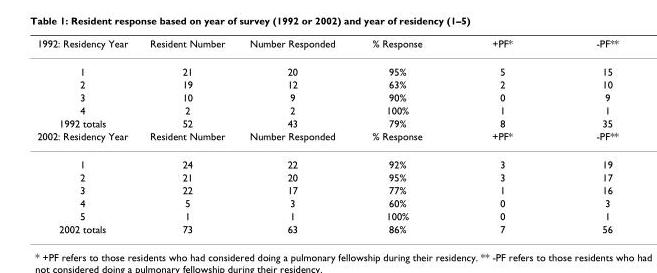 Table 1: Resident response based on year of survey (1992 or 2002) and year of residency (1–5)
1992: Residency Year Resident Number Number Responded % Response +PF* -PF**
1 21 20 95% 5 15
2 19 12 63% 2 10
3 10 9 90% 0 9
4 2 2 100% 1 1
1992 totals 52 43 79% 8 35
2002: Residency Year Resident Number Number Responded % Response +PF* -PF**
1 24 22 92% 3 19
2 21 20 95% 3 17
3 22 17 77% 1 16
4 5 3 60% 0 3
5 1 1 100% 0 1
2002 totals 73 63 86% 7 56
* +PF refers to those residents who had considered doing a pulmonary fellowship during their residency. ** -PF refers to those residents who had
not considered doing a pulmonary fellowship during their residency.